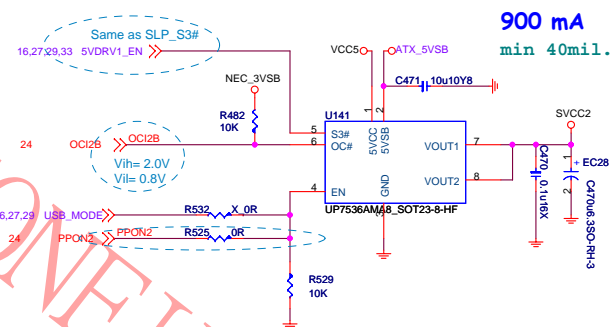 900 mA
min 40mil.
Same as SLP_S3#
16,27,29,33 5VDRV1_EN
VCC5
ATX_5VSB
C471 10u10Y8
NEC_3VSB
R482
10K
U141
SVCC2
24 OCI2B OCI2B
5 S3#
6 OC#
1 5VCC
2 5VSB
VOUT1 7
VOUT2 8
Vih= 2.0V
Vil= 0.8V
4 EN
GND
UP7536AMA8_SOT23-8-HF
C470 0.1u16X
1 + EC28
2
C470u6.3SO-RH-3
6,27,29 USB_MODE
R532 X_0R
24 PPON2 PPON2
R525 0R
R529
10K